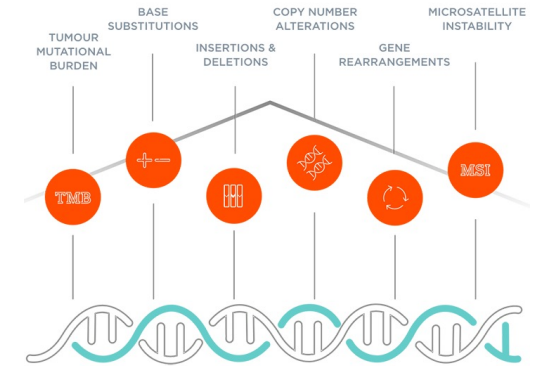 TUMOUR
MUTATIONAL
BURDEN
BASE
SUBSTITUTIONS
INSERTIONS &
DELETIONS
COPY NUMBER
ALTERATIONS
GENE
REARRANGEMENTS
MICROSATELLITE
INSTABILITY
TMB
+−
MSI